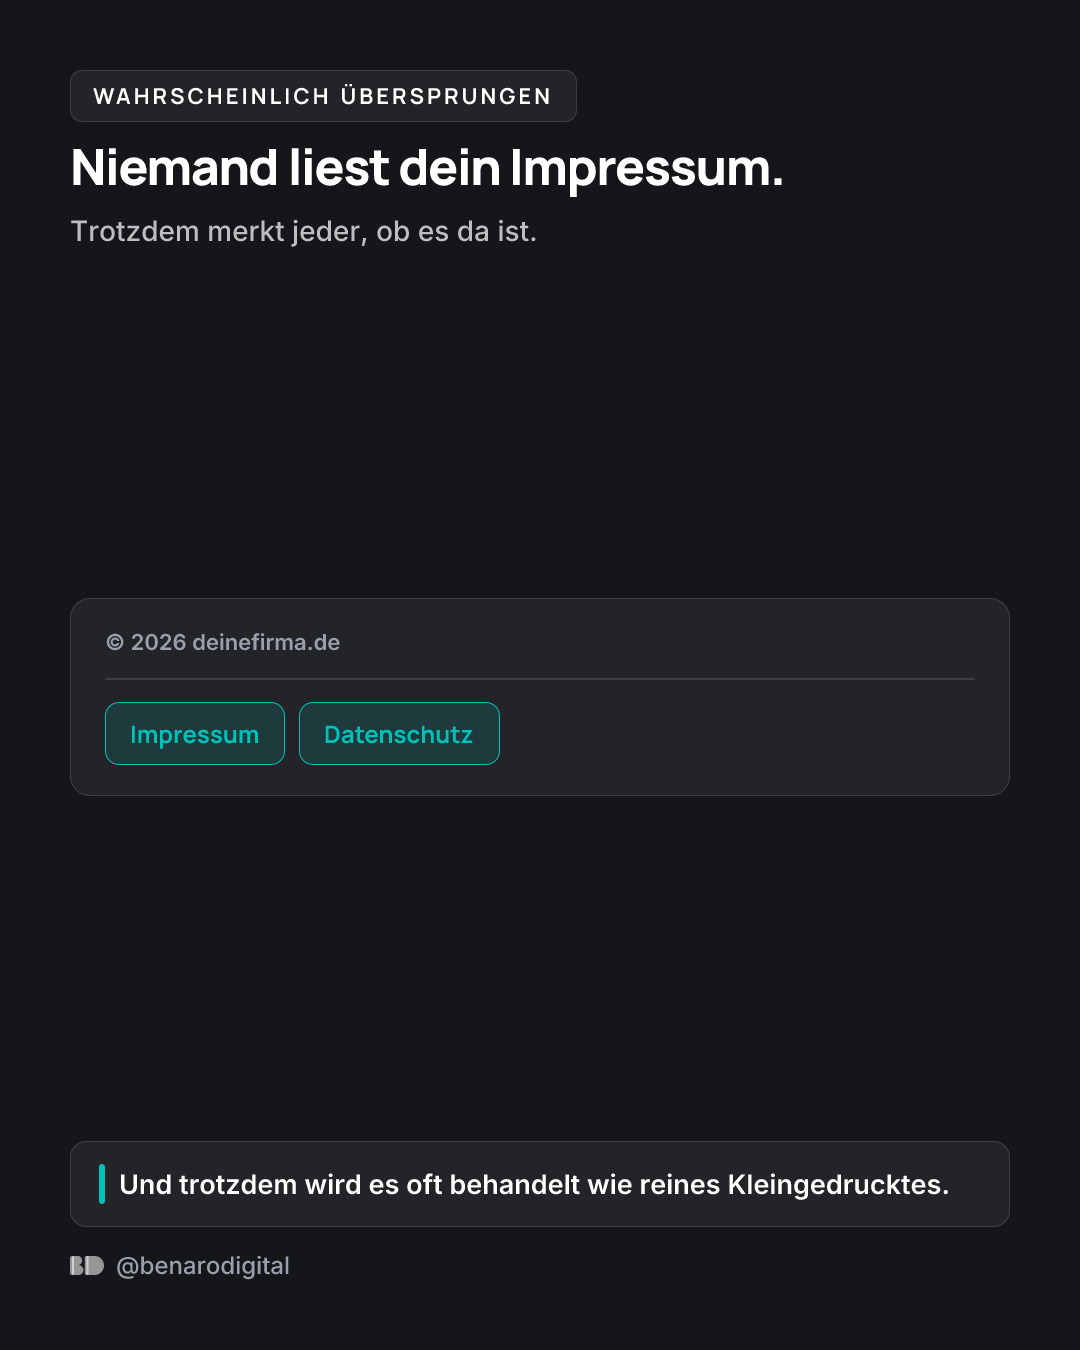 WAHRSCHEINLICH ÜBERSPRUNGEN
Niemand liest dein Impressum.
Trotzdem merkt jeder, ob es da ist.
© 2026 deinefirma.de
Impressum Datenschutz
Und trotzdem wird es oft behandelt wie reines Kleingedrucktes.
BD @benarodigital